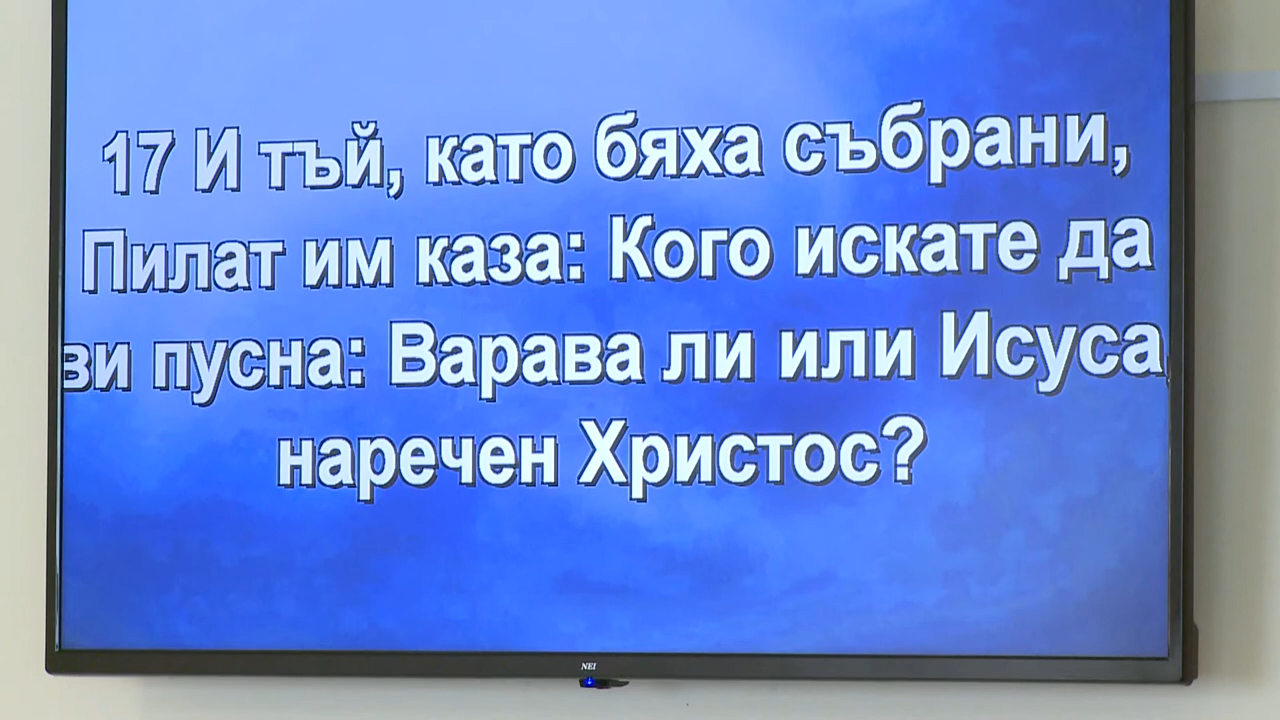 17 И тъй, като бяха събрани,
Пилат им каза: Кого искате да
ви пусна: Варава ли или Исуса
наречен Христос?
NEI